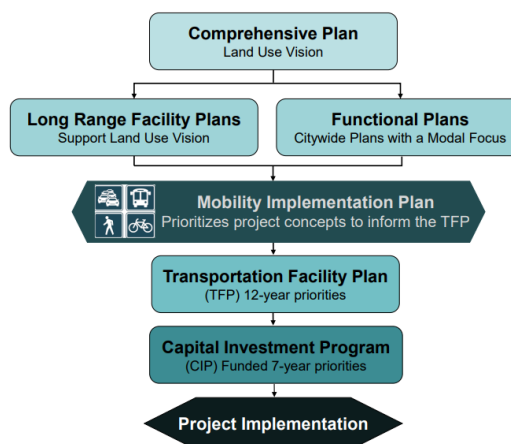 Comprehensive Plan
Land Use Vision
Long Range Facility Plans
Support Land Use Vision
Functional Plans
Citywide Plans with a Modal Focus
Mobility Implementation Plan
Prioritizes project concepts to inform the TFP
Transportation Facility Plan
(TFP) 12-year priorities
Capital Investment Program
(CIP) Funded 7-year priorities
Project Implementation